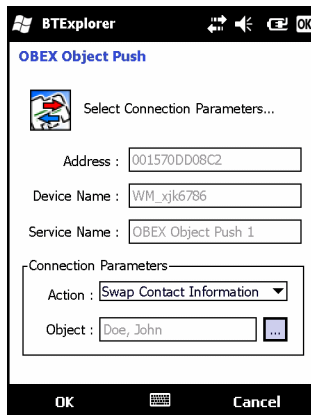 BTExplorer
OK
OBEX Object Push
Select Connection Parameters...
Address : 001570DD08C2
Device Name : WM_xjk6786
Service Name : OBEX Object Push 1
Connection Parameters
Action : Swap Contact Information
Object : Doe, John ...
OK Cancel